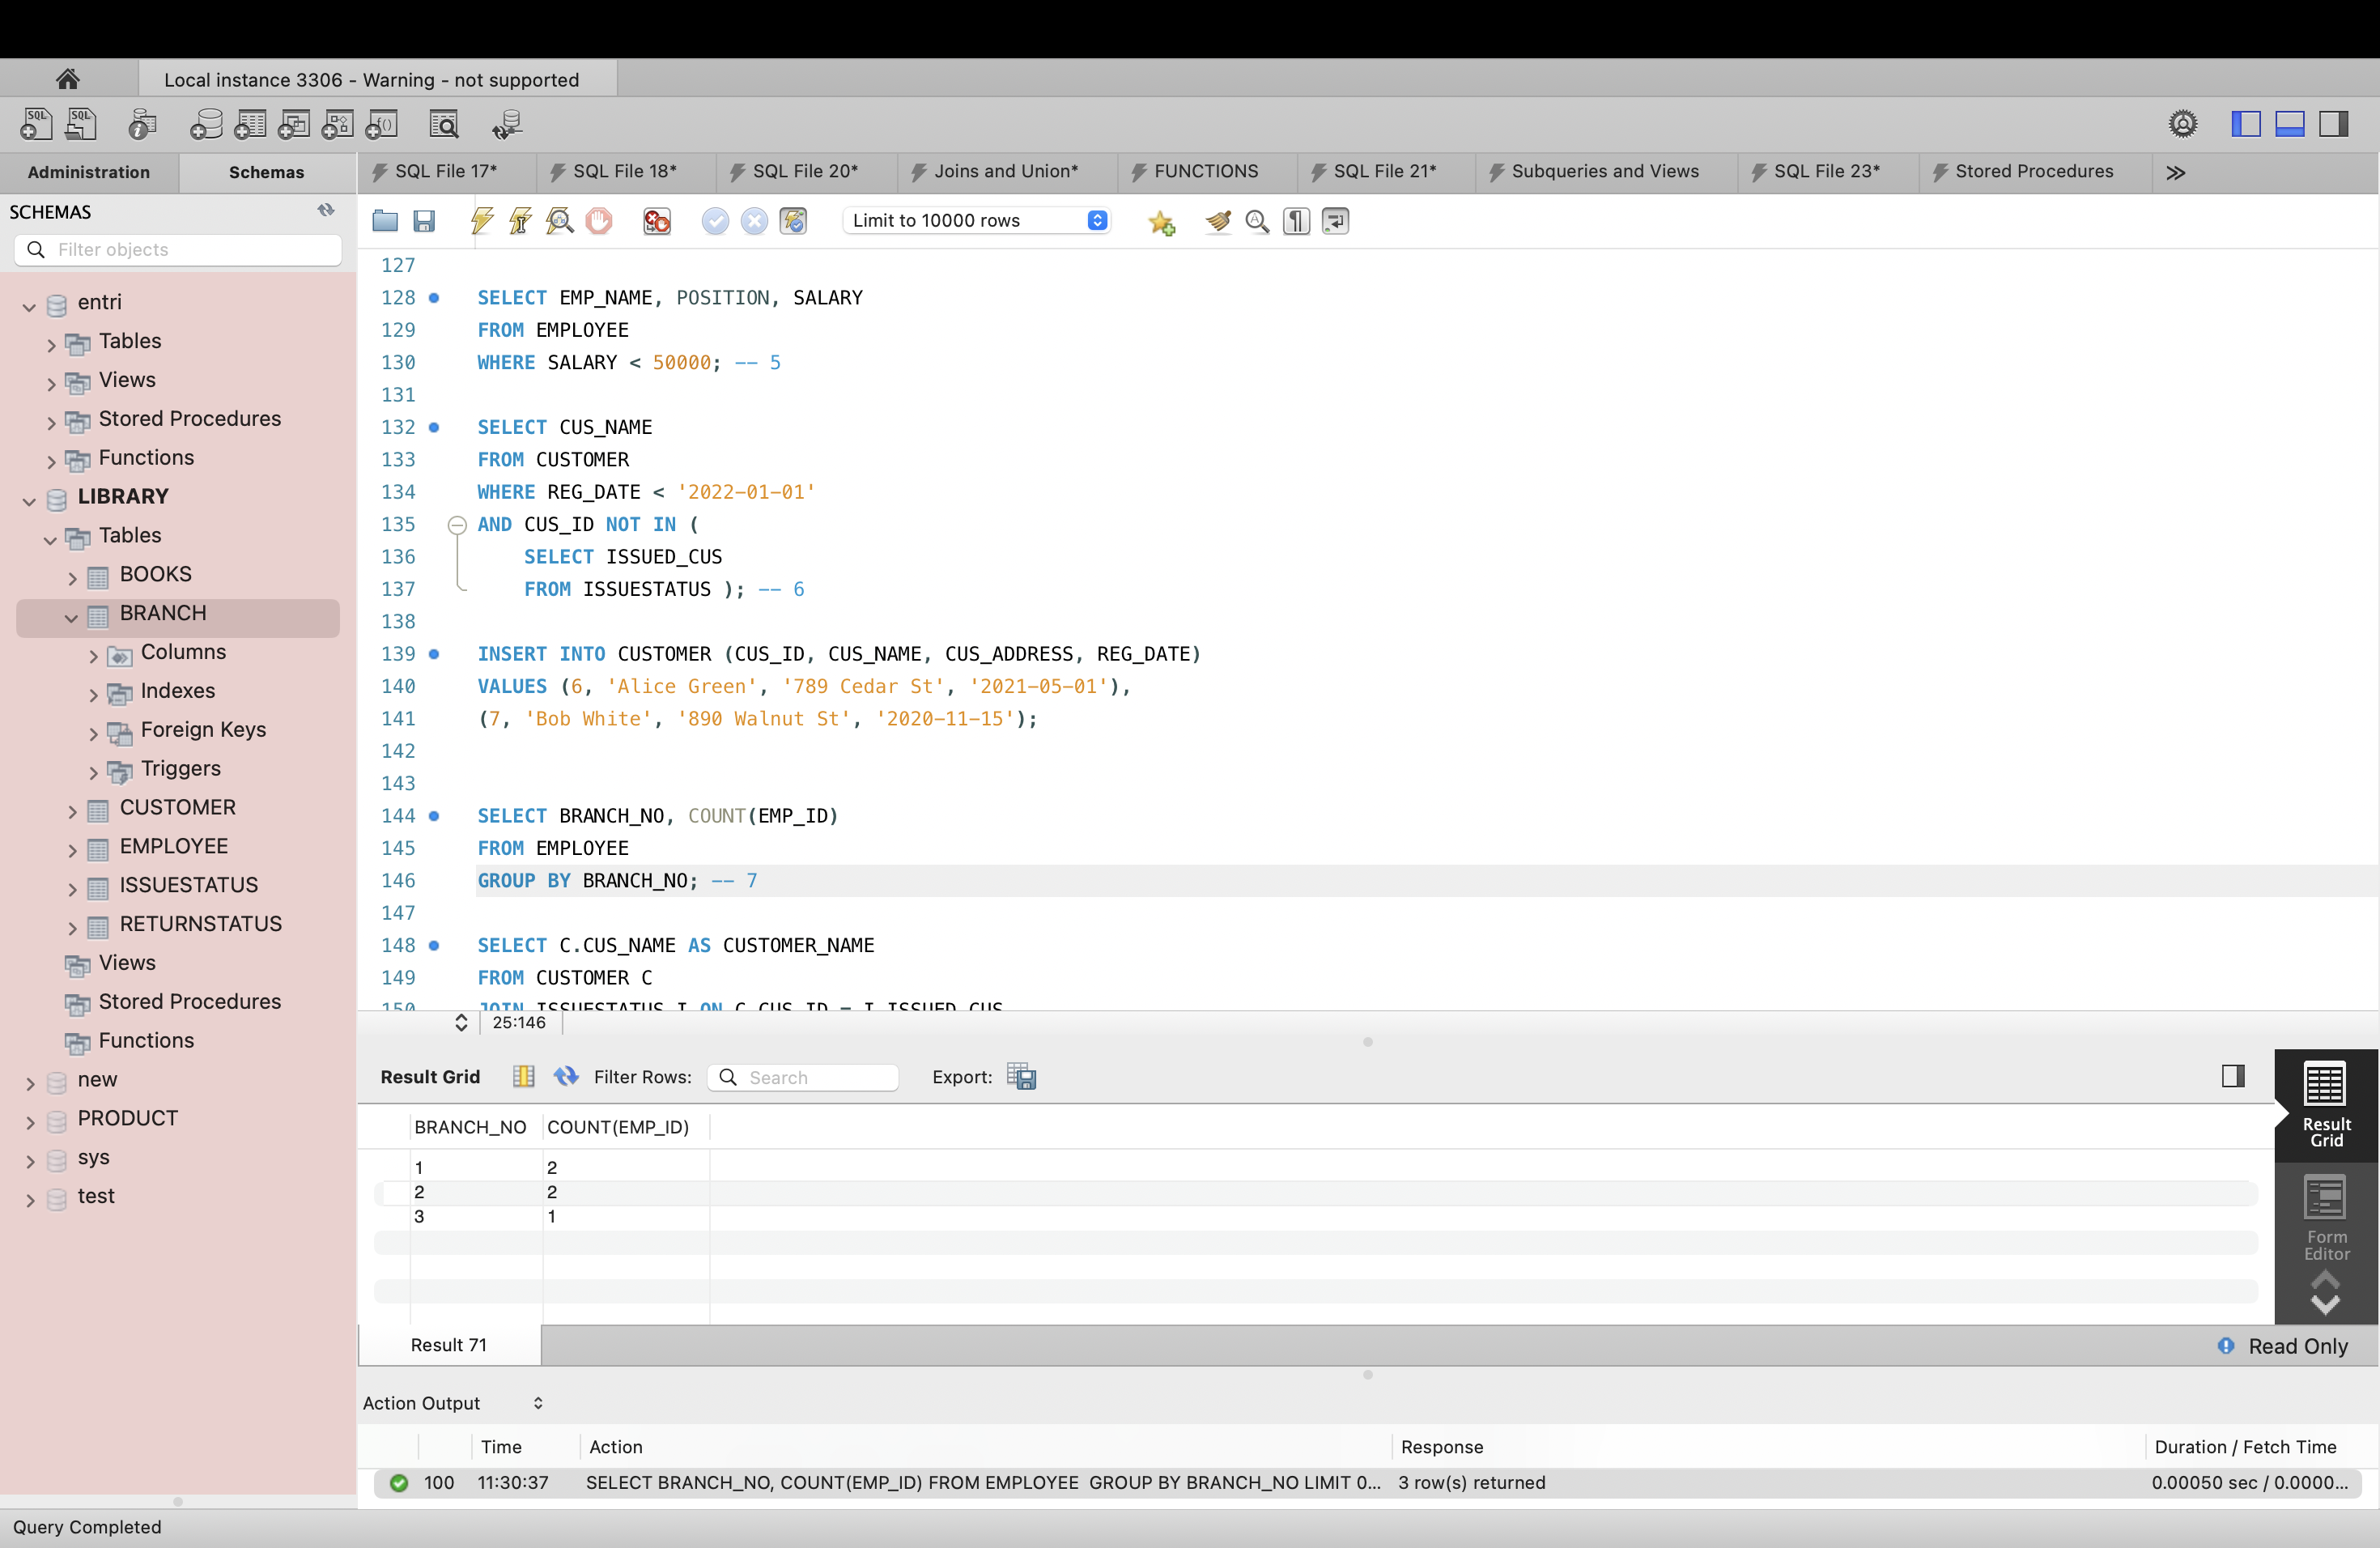 Local instance 3306 - Warning - not supported
Administration
Schemas
SQL File 17*
SQL File 18*
SQL File 20*
Joins and Union*
FUNCTIONS
SQL File 21*
Subqueries and Views
SQL File 23*
Stored Procedures
SCHEMAS
Filter objects
entri
Tables
Views
Stored Procedures
Functions
LIBRARY
Tables
BOOKS
BRANCH
Columns
Indexes
Foreign Keys
Triggers
CUSTOMER
EMPLOYEE
ISSUESTATUS
RETURNSTATUS
Views
Stored Procedures
Functions
new
PRODUCT
sys
test
Limit to 10000 rows
127
128 SELECT EMP_NAME, POSITION, SALARY
129 FROM EMPLOYEE
130 WHERE SALARY < 50000; -- 5
131
132 SELECT CUS_NAME
133 FROM CUSTOMER
134 WHERE REG_DATE < '2022-01-01'
135 AND CUS_ID NOT IN (
136 SELECT ISSUED_CUS
137 FROM ISSUESTATUS ); -- 6
138
139 INSERT INTO CUSTOMER (CUS_ID, CUS_NAME, CUS_ADDRESS, REG_DATE)
140 VALUES (6, 'Alice Green', '789 Cedar St', '2021-05-01'),
141 (7, 'Bob White', '890 Walnut St', '2020-11-15');
142
143
144 SELECT BRANCH_NO, COUNT(EMP_ID)
145 FROM EMPLOYEE
146 GROUP BY BRANCH_NO; -- 7
147
148 SELECT C.CUS_NAME AS CUSTOMER_NAME
149 FROM CUSTOMER C
150 JOIN ISSUESTATUS I ON C.CUS_ID = I.ISSUED_CUS
25:146
Result Grid
Filter Rows:
Search
Export:
BRANCH_NO COUNT(EMP_ID)
1 2
2 2
3 1
Result Grid
Form Editor
Result 71
Read Only
Action Output
Time Action Response Duration / Fetch Time
100 11:30:37 SELECT BRANCH_NO, COUNT(EMP_ID) FROM EMPLOYEE GROUP BY BRANCH_NO LIMIT 0... 3 row(s) returned 0.00050 sec / 0.0000...
Query Completed